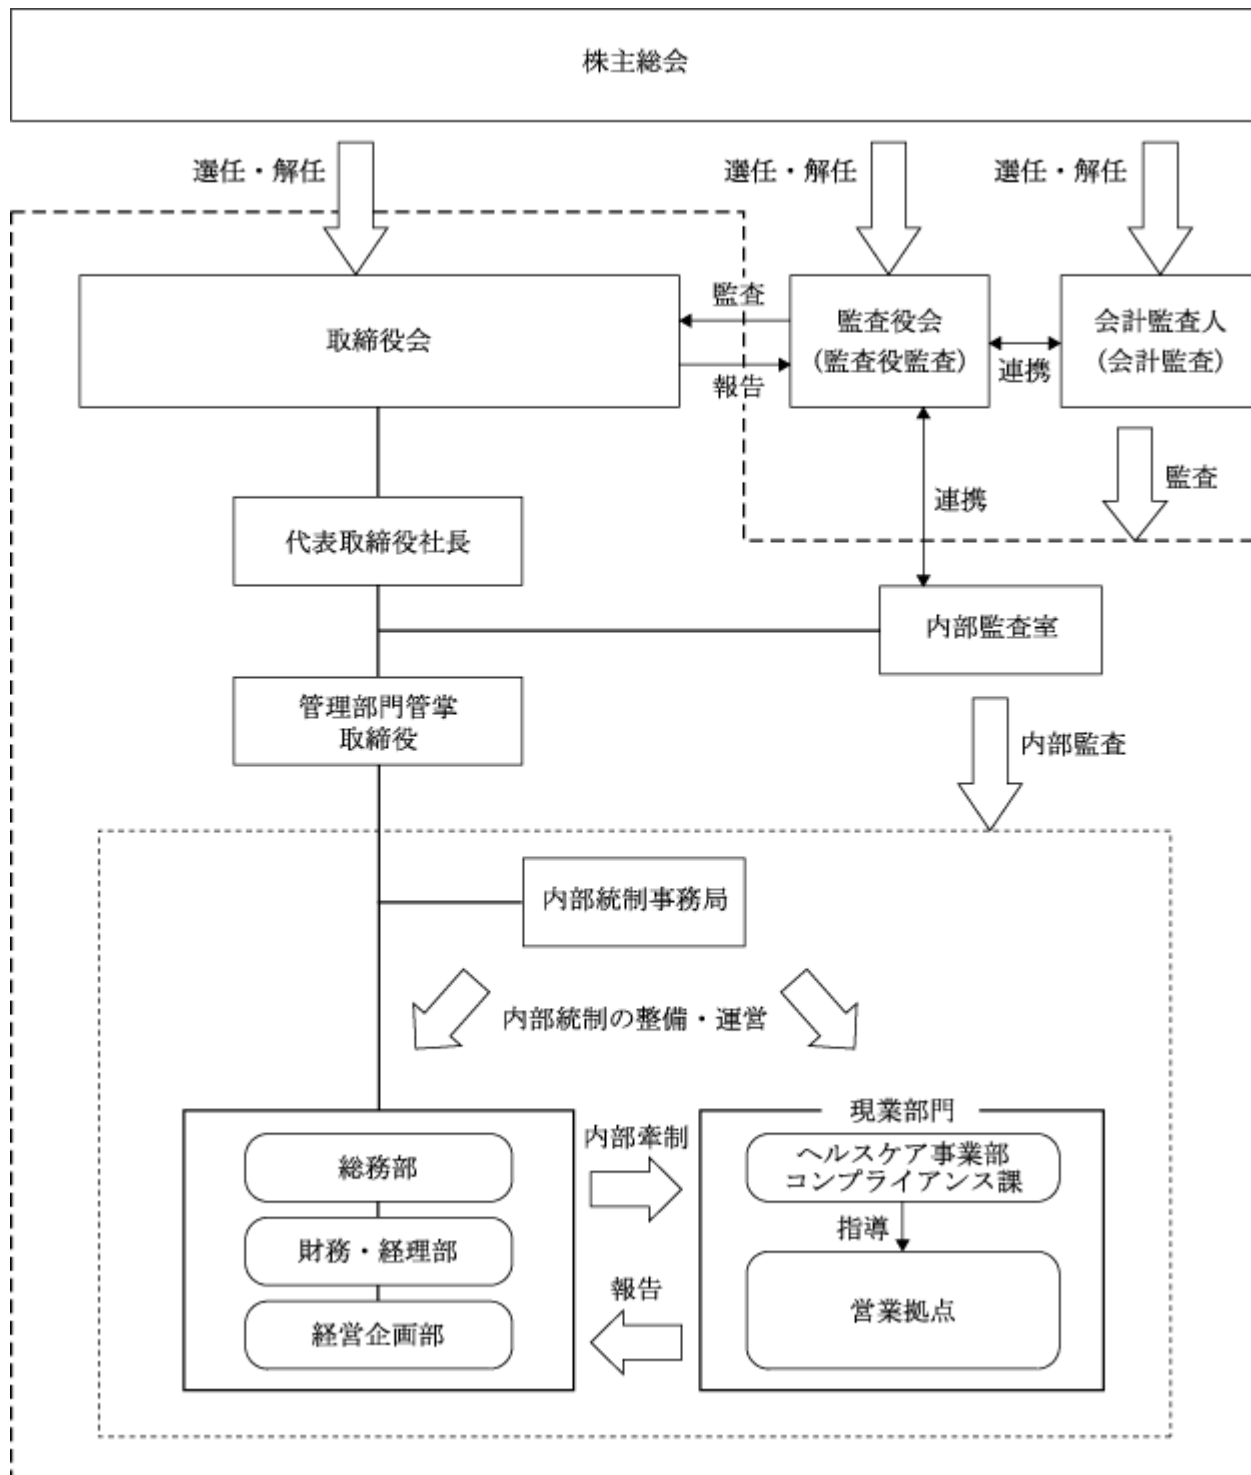 株主総会
選任・解任
選任・解任
選任・解任
取締役会
監査
報告
監査役会
(監査役監査)
連携
会計監査人
(会計監査)
監査
連携
代表取締役社長
内部監査室
管理部門管掌
取締役
内部監査
内部統制事務局
内部統制の整備・運営
総務部
財務・経理部
経営企画部
内部牽制
報告
現業部門
ヘルスケア事業部
コンプライアンス課
指導
営業拠点